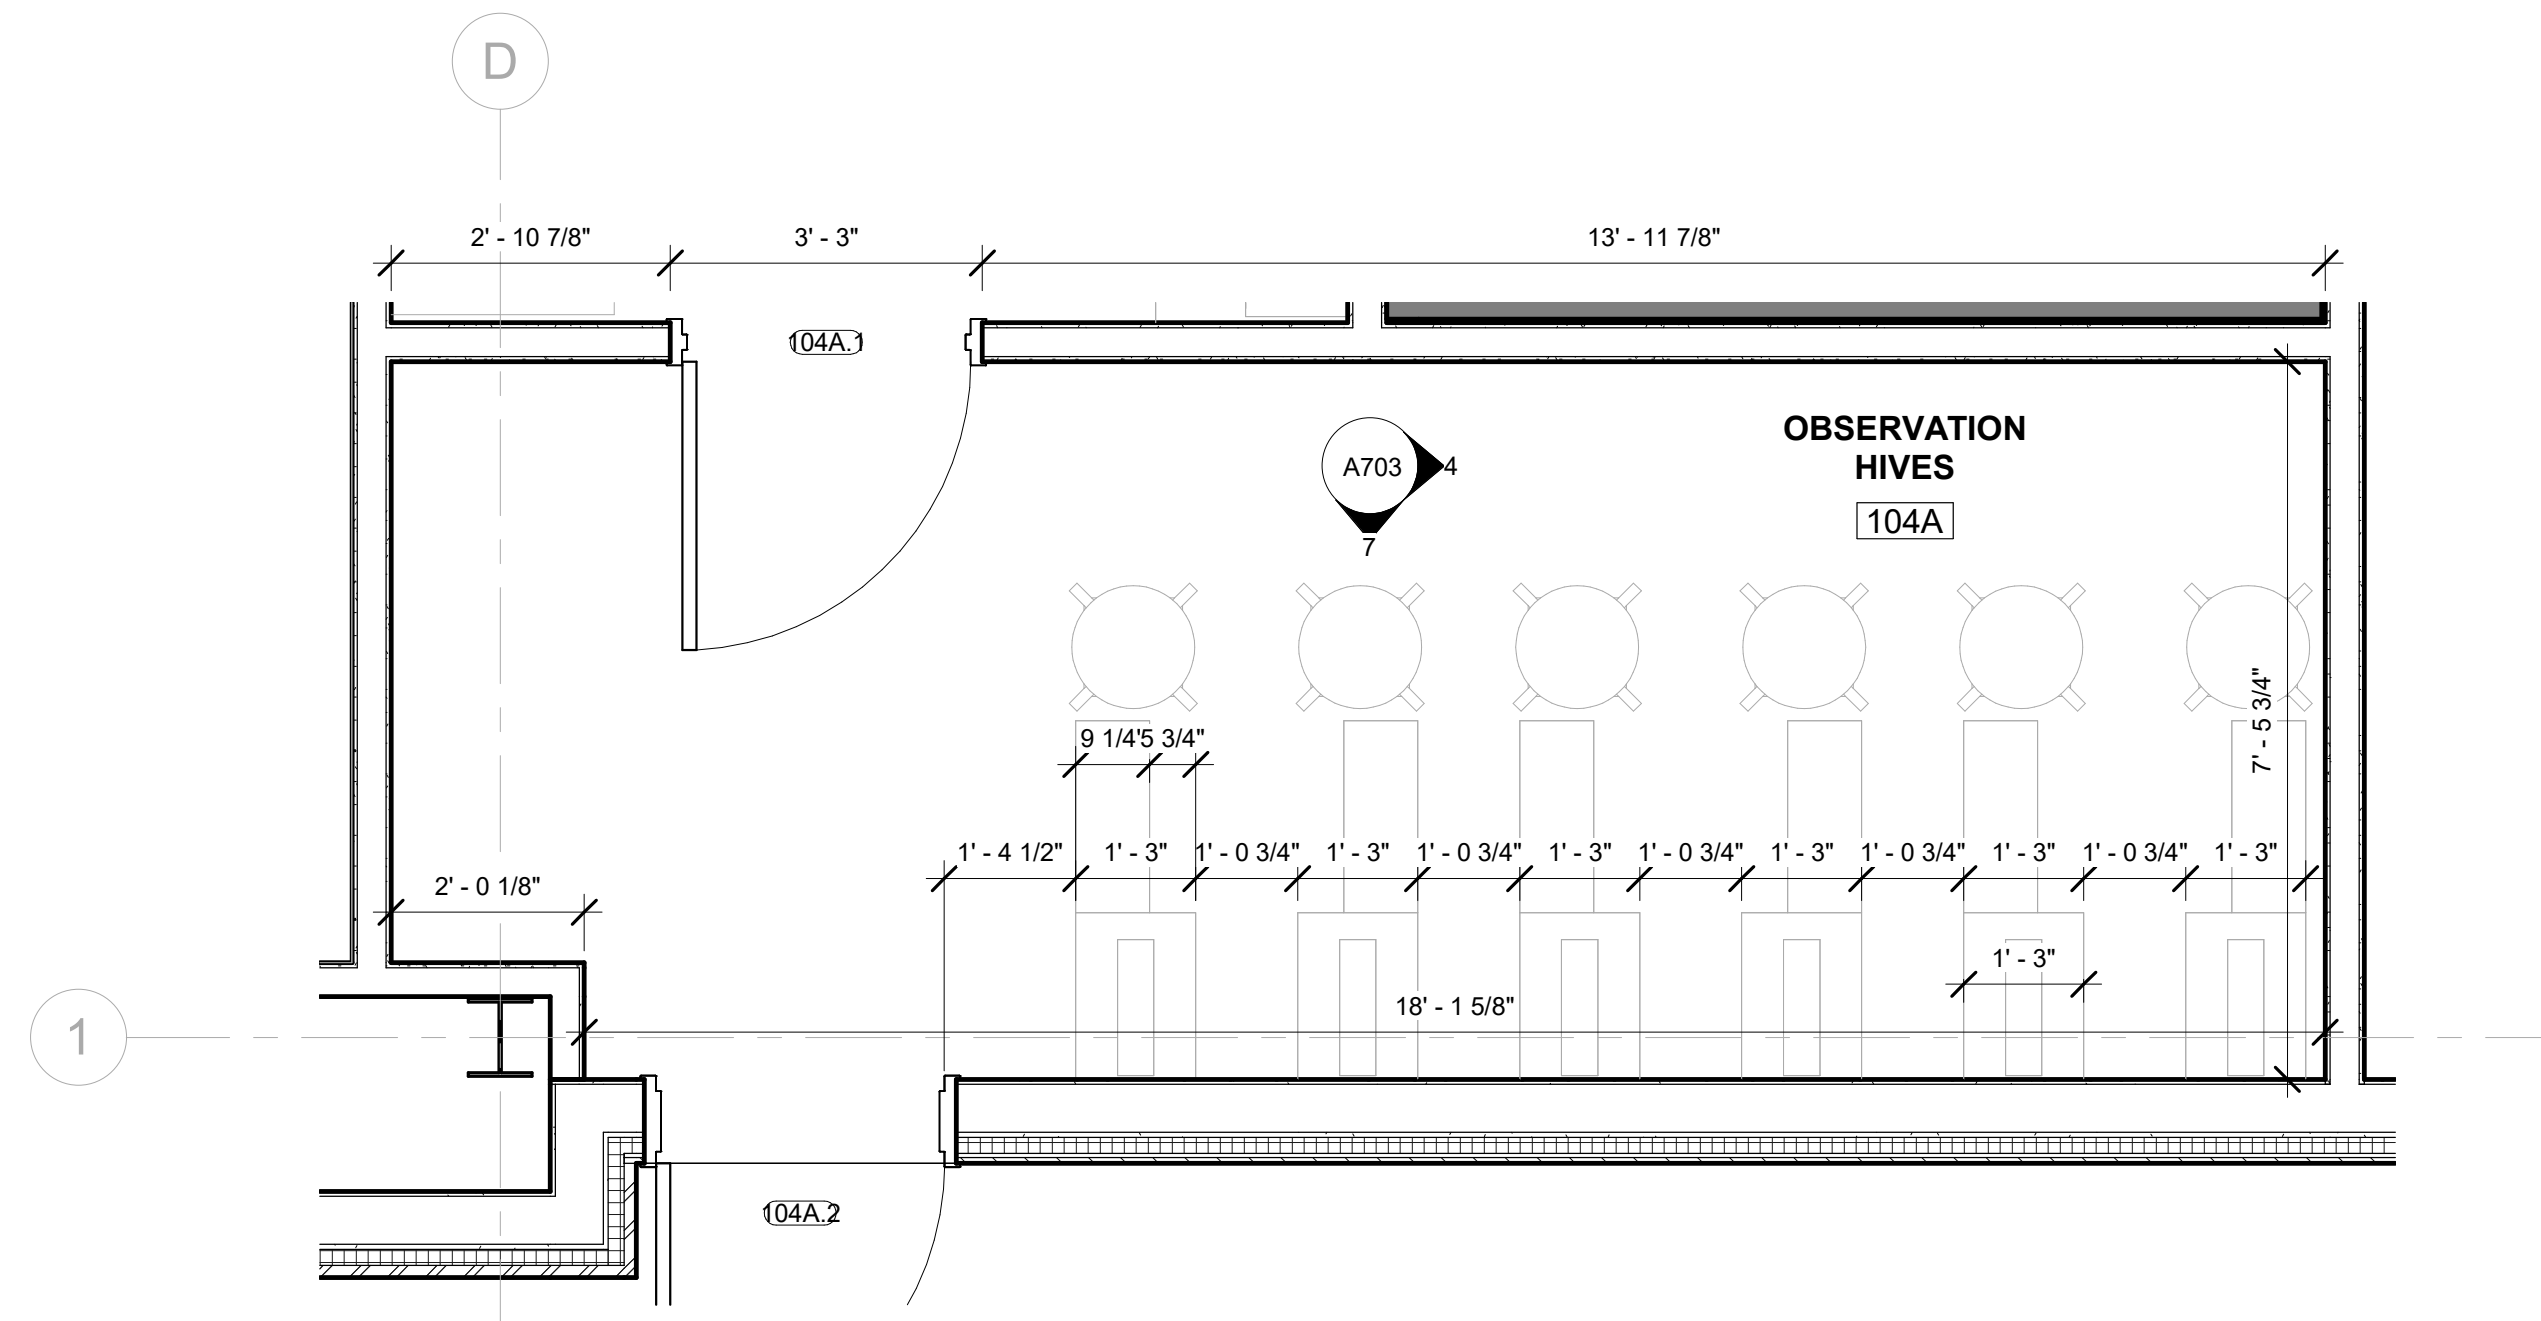 D
2' - 10 7/8"
3' - 3"
13' - 11 7/8"
104A.1
OBSERVATION
HIVES
104A
A703
4
7
7' - 5 3/4"
9 1/4"
5 3/4"
1' - 4 1/2"
1' - 3"
1' - 0 3/4"
1' - 3"
1' - 0 3/4"
1' - 3"
1' - 0 3/4"
1' - 3"
1' - 0 3/4"
1' - 3"
1' - 0 3/4"
1' - 3"
2' - 0 1/8"
1' - 3"
18' - 1 5/8"
1
104A.2